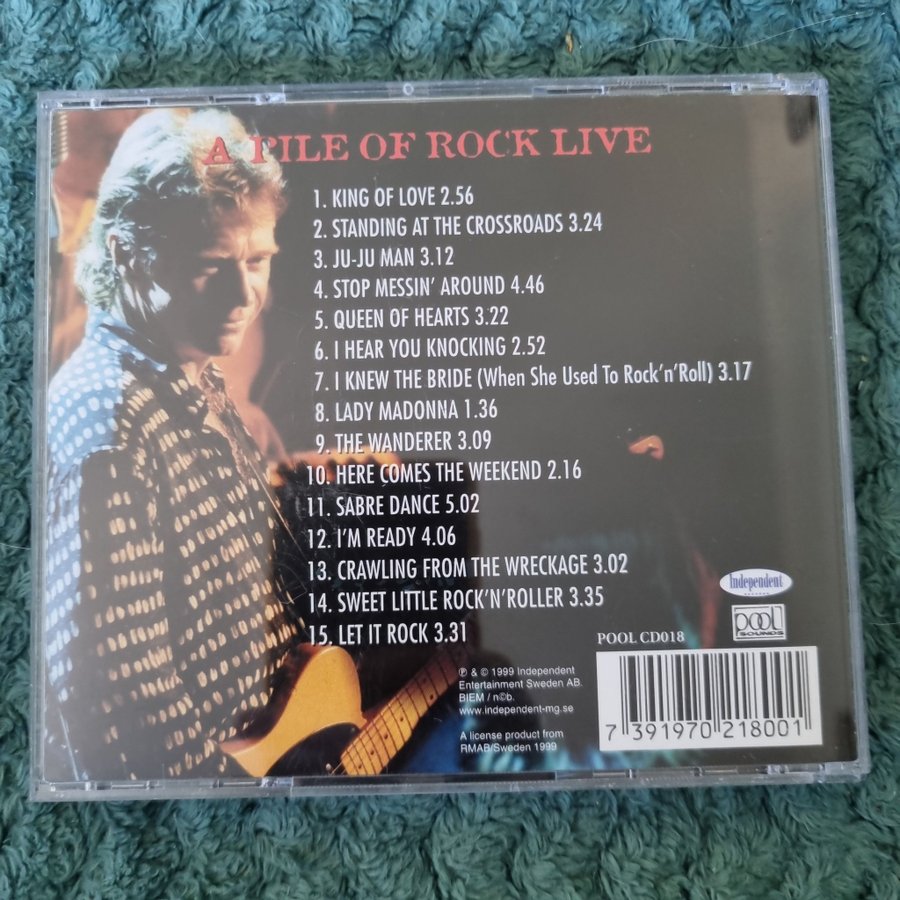 A PILE OF ROCK LIVE
1. KING OF LOVE 2.56
2. STANDING AT THE CROSSROADS 3.24
3. JU-JU MAN 3.12
4. STOP MESSIN' AROUND 4.46
5. QUEEN OF HEARTS 3.22
6. I HEAR YOU KNOCKING 2.52
7. I KNEW THE BRIDE (When She Used To Rock'n'Roll) 3.17
8. LADY MADONNA 1.36
9. THE WANDERER 3.09
10. HERE COMES THE WEEKEND 2.16
11. SABRE DANCE 5.02
12. I'M READY 4.06
13. CRAWLING FROM THE WRECKAGE 3.02
14. SWEET LITTLE ROCK'N'ROLLER 3.35
15. LET IT ROCK 3.31
℗ & © 1999 Independent
Entertainment Sweden AB.
BIEM / n©b.
www.independent-mg.se
A license product from
RMAB/Sweden 1999
Independent
POOL
SOUNDS
POOL CD018
7 391970 218001